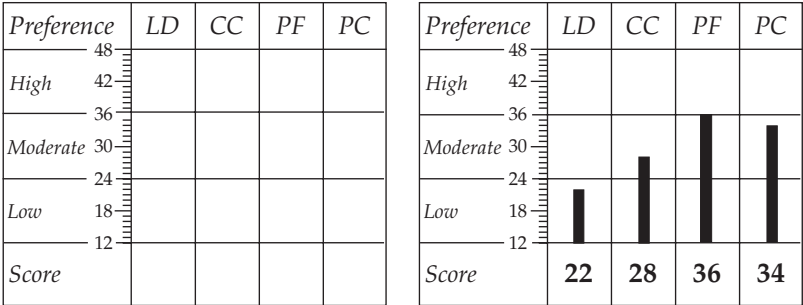 Preference LD CC PF PC
48
High 42
36
Moderate 30
24
Low 18
12
Score
Preference LD CC PF PC
48
High 42
36
Moderate 30
24
Low 18
12
Score 22 28 36 34